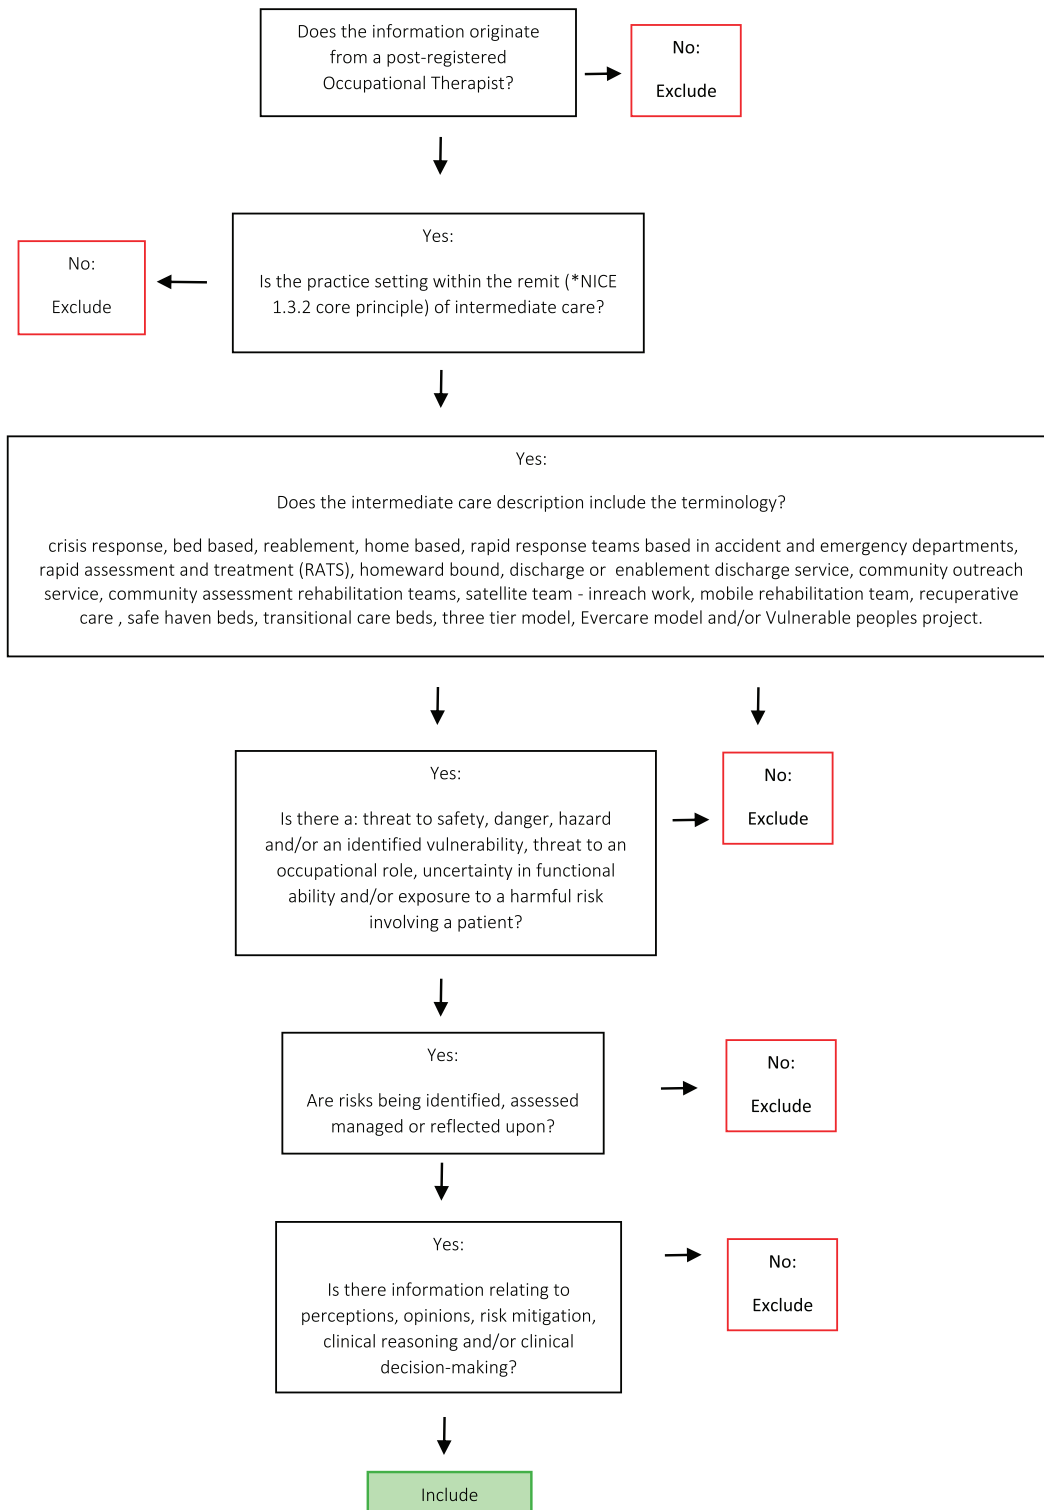 Does the information originate
from a post-registered
Occupational Therapist?
No:
Exclude
Yes:
Is the practice setting within the remit (*NICE
1.3.2 core principle) of intermediate care?
No:
Exclude
Yes:
Does the intermediate care description include the terminology?
crisis response, bed based, reablement, home based, rapid response teams based in accident and emergency departments,
rapid assessment and treatment (RATS), homeward bound, discharge or enablement discharge service, community outreach
service, community assessment rehabilitation teams, satellite team - inreach work, mobile rehabilitation team, recuperative
care , safe haven beds, transitional care beds, three tier model, Evercare model and/or Vulnerable peoples project.
Yes:
Is there a: threat to safety, danger, hazard
and/or an identified vulnerability, threat to an
occupational role, uncertainty in functional
ability and/or exposure to a harmful risk
involving a patient?
No:
Exclude
Yes:
Are risks being identified, assessed
managed or reflected upon?
No:
Exclude
Yes:
Is there information relating to
perceptions, opinions, risk mitigation,
clinical reasoning and/or clinical
decision-making?
No:
Exclude
Include